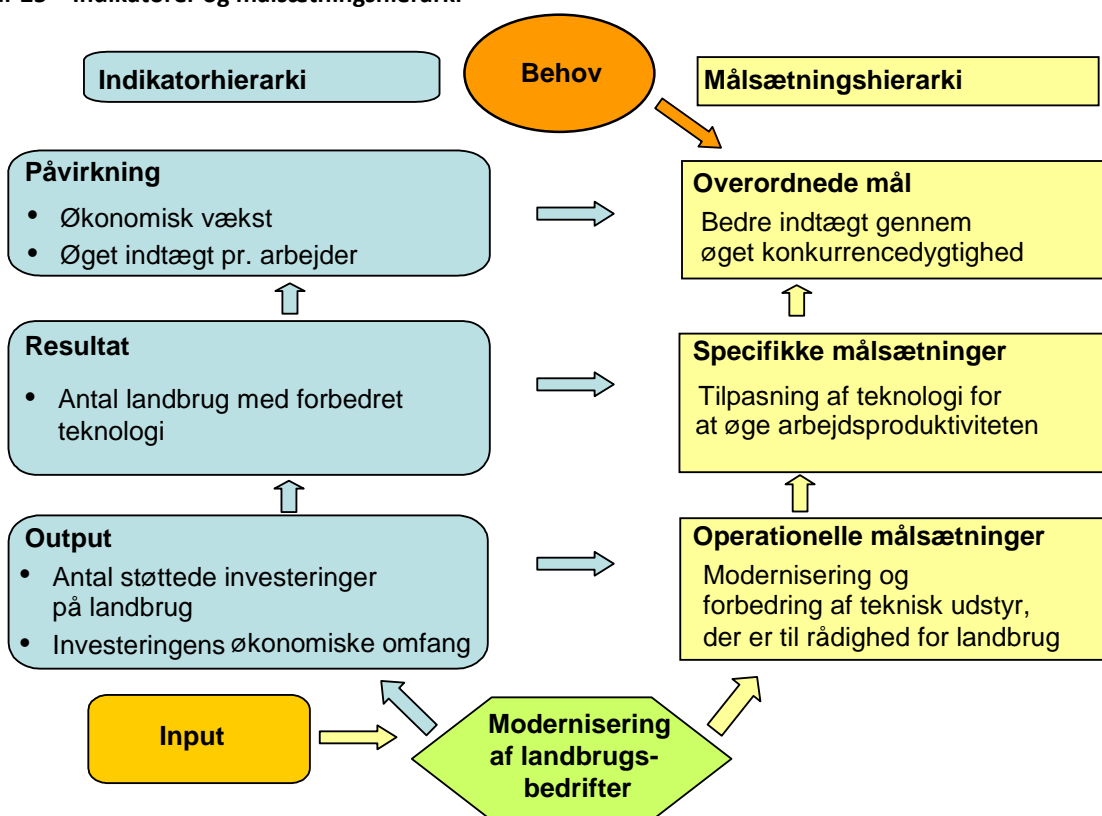 Indikatorer og målsætningshierarki
Indikatorhierarki
Behov
Målsætningshierarki
Påvirkning
• Økonomisk vækst
• Øget indtægt pr. arbejder
Overordnede mål
Bedre indtægt gennem
øget konkurrencedygtighed
Resultat
• Antal landbrug med forbedret
teknologi
Specifikke målsætninger
Tilpasning af teknologi for
at øge arbejdsproduktiviteten
Output
• Antal støttede investeringer
på landbrug
• Investeringens økonomiske omfang
Operationelle målsætninger
Modernisering og
forbedring af teknisk udstyr,
der er til rådighed for landbrug
Input
Modernisering
af landbrugs-
bedrifter